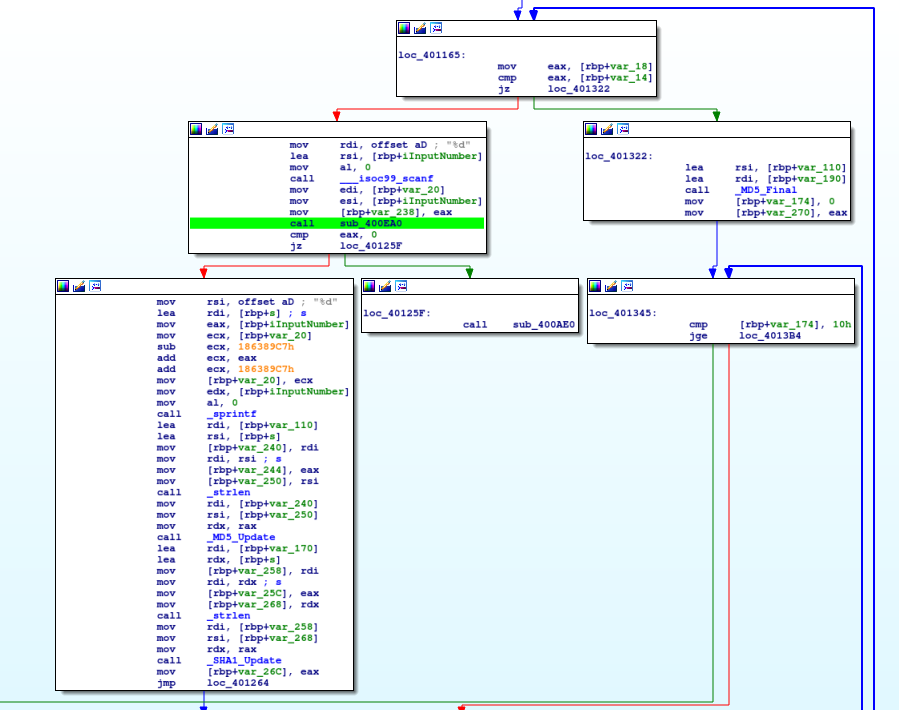 loc_401165:
mov eax, [rbp+var_18]
cmp eax, [rbp+var_14]
jz loc_401322
mov rdi, offset aD ; "%d"
lea rsi, [rbp+iInputNumber]
mov al, 0
call ___isoc99_scanf
mov edi, [rbp+var_20]
mov esi, [rbp+iInputNumber]
mov [rbp+var_238], eax
call sub_400EA0
cmp eax, 0
jz loc_40125F
loc_401322:
lea rsi, [rbp+var_110]
lea rdi, [rbp+var_190]
call _MD5_Final
mov [rbp+var_174], 0
mov [rbp+var_270], eax
mov rsi, offset aD ; "%d"
lea rdi, [rbp+s] ; s
mov eax, [rbp+iInputNumber]
mov ecx, [rbp+var_20]
sub ecx, 186389C7h
add ecx, eax
add ecx, 186389C7h
mov [rbp+var_20], ecx
mov edx, [rbp+iInputNumber]
mov al, 0
call _sprintf
lea rdi, [rbp+var_110]
lea rsi, [rbp+s]
mov [rbp+var_240], rdi
mov rdi, rsi ; s
mov [rbp+var_244], eax
mov [rbp+var_250], rsi
call _strlen
mov rdi, [rbp+var_240]
mov rsi, [rbp+var_250]
mov rdx, rax
call _MD5_Update
lea rdi, [rbp+var_170]
lea rdx, [rbp+s]
mov [rbp+var_258], rdi
mov rdi, rdx ; s
mov [rbp+var_25C], eax
mov [rbp+var_268], rdx
call _strlen
mov rdi, [rbp+var_258]
mov rsi, [rbp+var_268]
mov rdx, rax
call _SHA1_Update
mov [rbp+var_26C], eax
jmp loc_401264
loc_40125F:
call sub_400AE0
loc_401345:
cmp [rbp+var_174], 10h
jge loc_4013B4